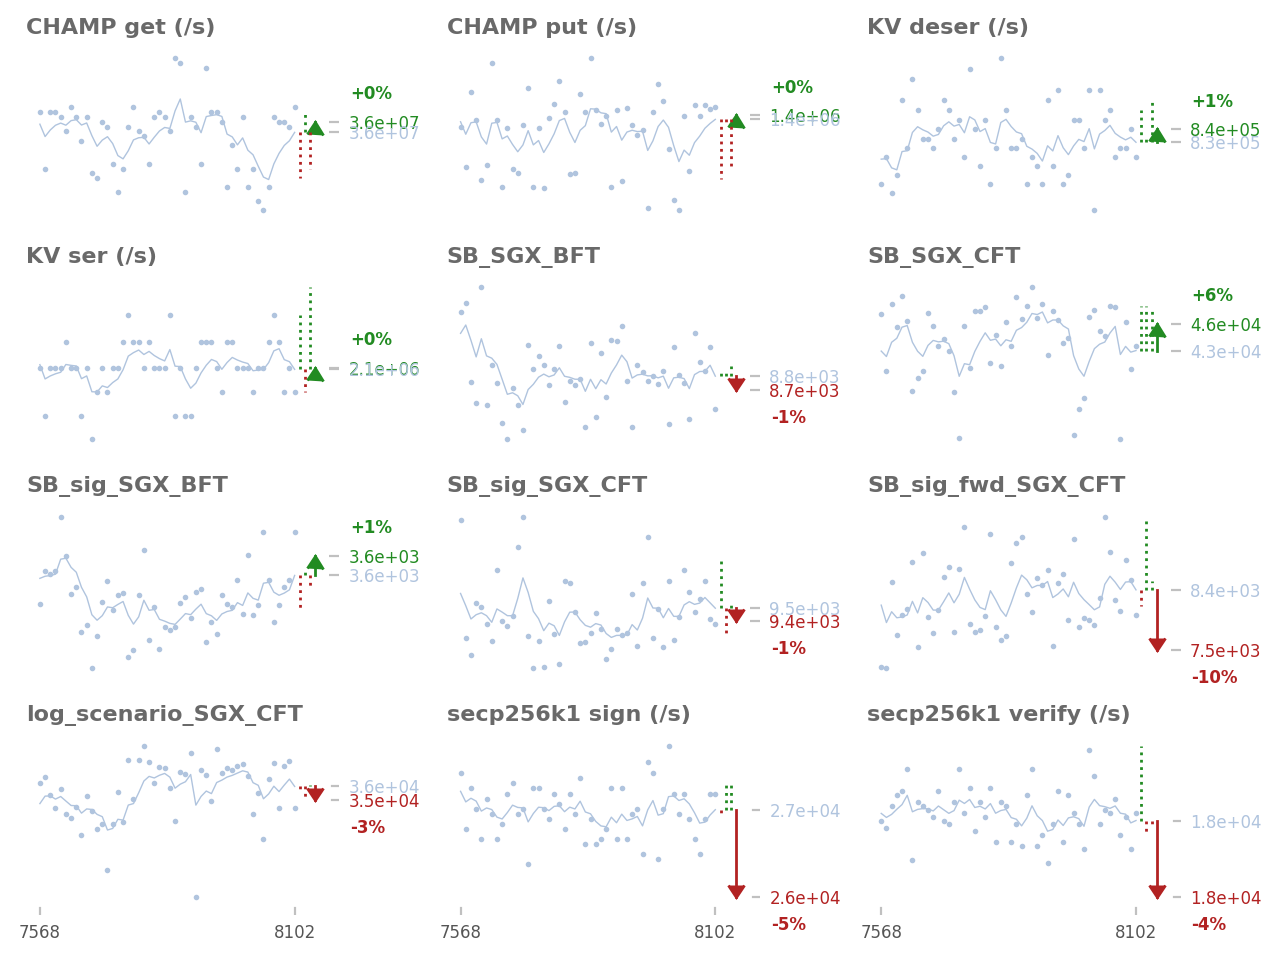 CHAMP get (/s)
CHAMP put (/s)
KV deser (/s)
+0%
3.6e+07
3.6e+07
+0%
1.4e+06
1.4e+06
+1%
8.4e+05
8.3e+05
KV ser (/s)
SB_SGX_BFT
SB_SGX_CFT
+0%
2.1e+06
8.8e+03
8.7e+03
-1%
+6%
4.6e+04
4.3e+04
SB_sig_SGX_BFT
SB_sig_SGX_CFT
SB_sig_fwd_SGX_CFT
+1%
3.6e+03
3.6e+03
9.5e+03
9.4e+03
-1%
8.4e+03
7.5e+03
-10%
log_scenario_SGX_CFT
secp256k1 sign (/s)
secp256k1 verify (/s)
3.6e+04
3.5e+04
-3%
2.7e+04
2.6e+04
-5%
1.8e+04
1.8e+04
-4%
7568 8102
7568 8102
7568 8102